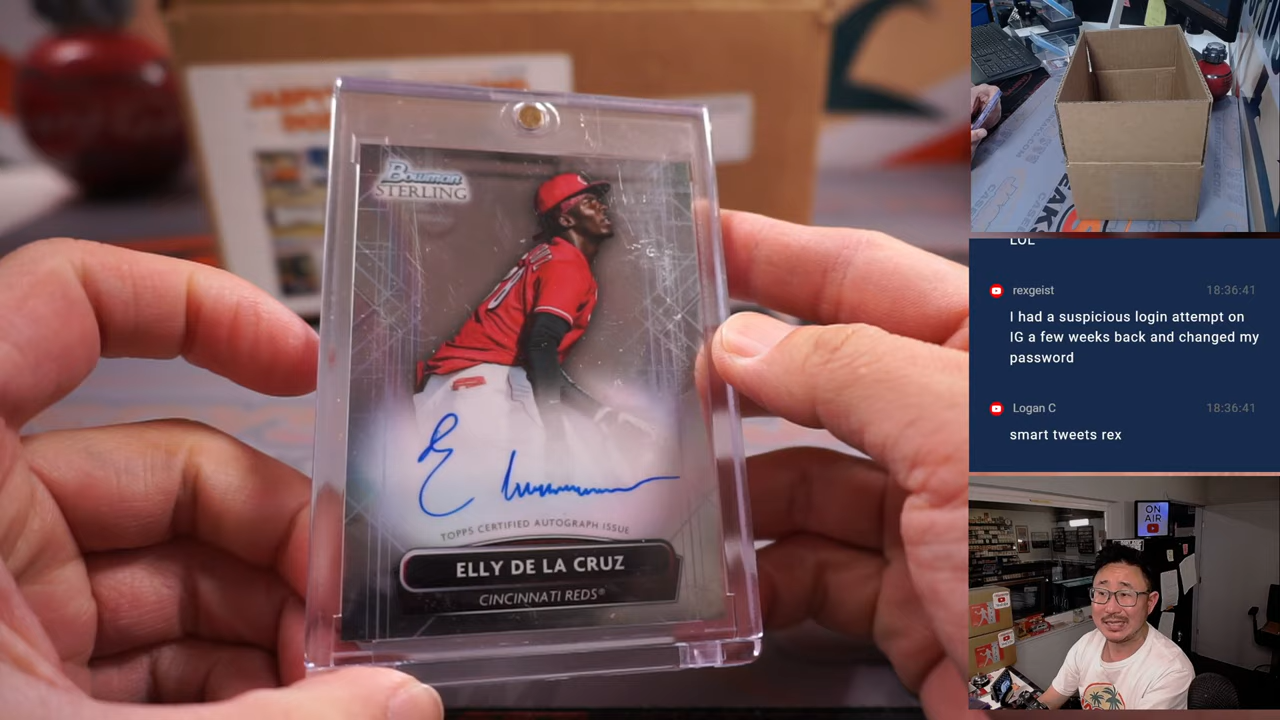 Bowman
STERLING
TOPPS CERTIFIED AUTOGRAPH ISSUE
ELLY DE LA CRUZ
CINCINNATI REDS®
LOL
rexgeist 18:36:41
I had a suspicious login attempt on
IG a few weeks back and changed my
password
Logan C 18:36:41
smart tweets rex
ON
AIR